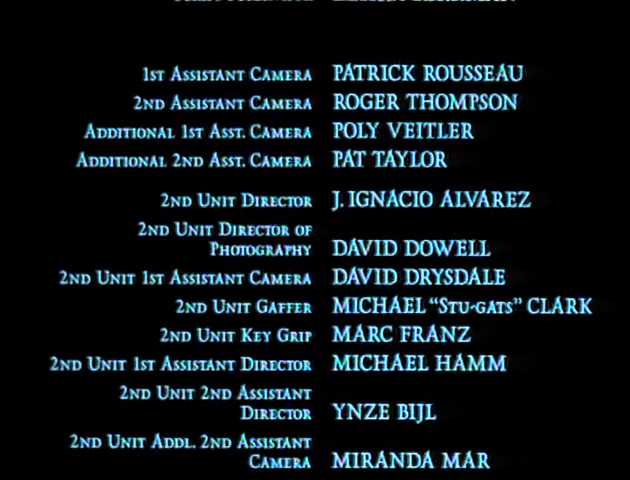 1st Assistant Camera PATRICK ROUSSEAU
2nd Assistant Camera ROGER THOMPSON
Additional 1st Asst. Camera POLY VEITLER
Additional 2nd Asst. Camera PAT TAYLOR
2nd Unit Director J. IGNACIO ALVAREZ
2nd Unit Director of
Photography DAVID DOWELL
2nd Unit 1st Assistant Camera DAVID DRYSDALE
2nd Unit Gaffer MICHAEL “Stu-gats” CLARK
2nd Unit Key Grip MARC FRANZ
2nd Unit 1st Assistant Director MICHAEL HAMM
2nd Unit 2nd Assistant
Director YNZE BIJL
2nd Unit Addl. 2nd Assistant
Camera MIRANDA MAR